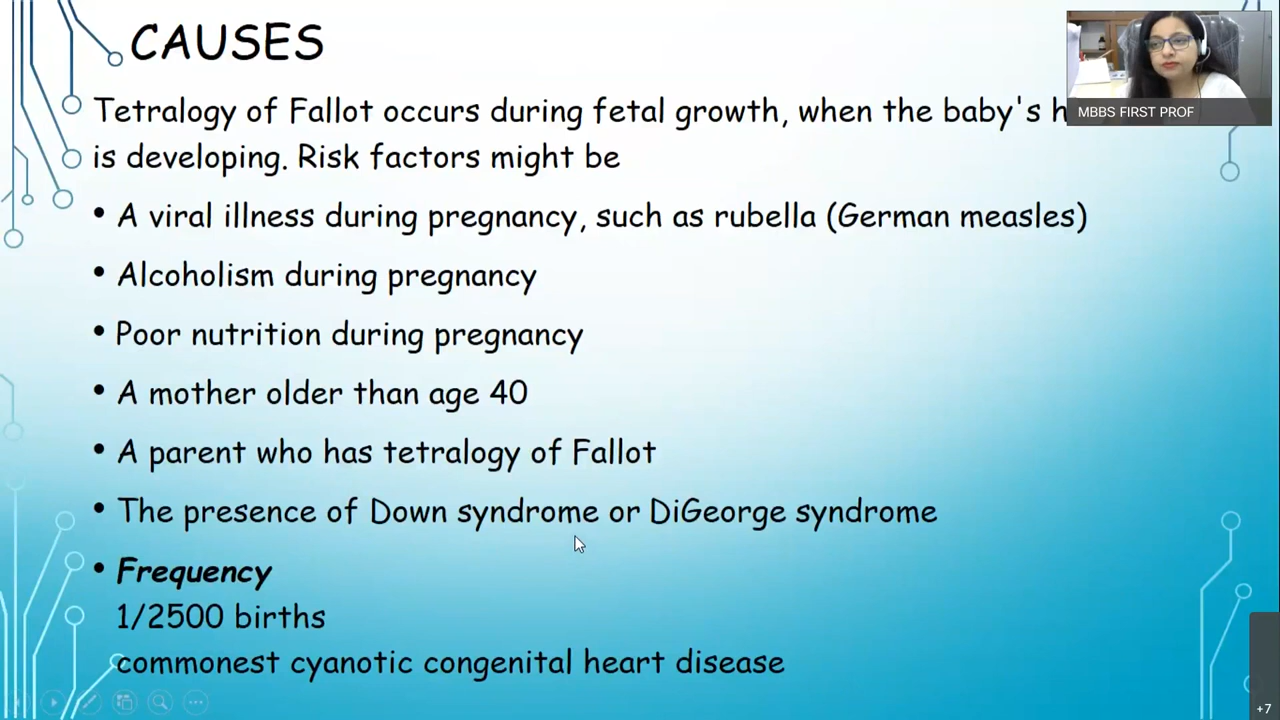 CAUSES
Tetralogy of Fallot occurs during fetal growth, when the baby's
is developing. Risk factors might be
• A viral illness during pregnancy, such as rubella (German measles)
• Alcoholism during pregnancy
• Poor nutrition during pregnancy
• A mother older than age 40
• A parent who has tetralogy of Fallot
• The presence of Down syndrome or DiGeorge syndrome
• Frequency
1/2500 births
commonest cyanotic congenital heart disease
MBBS FIRST PROF
+7